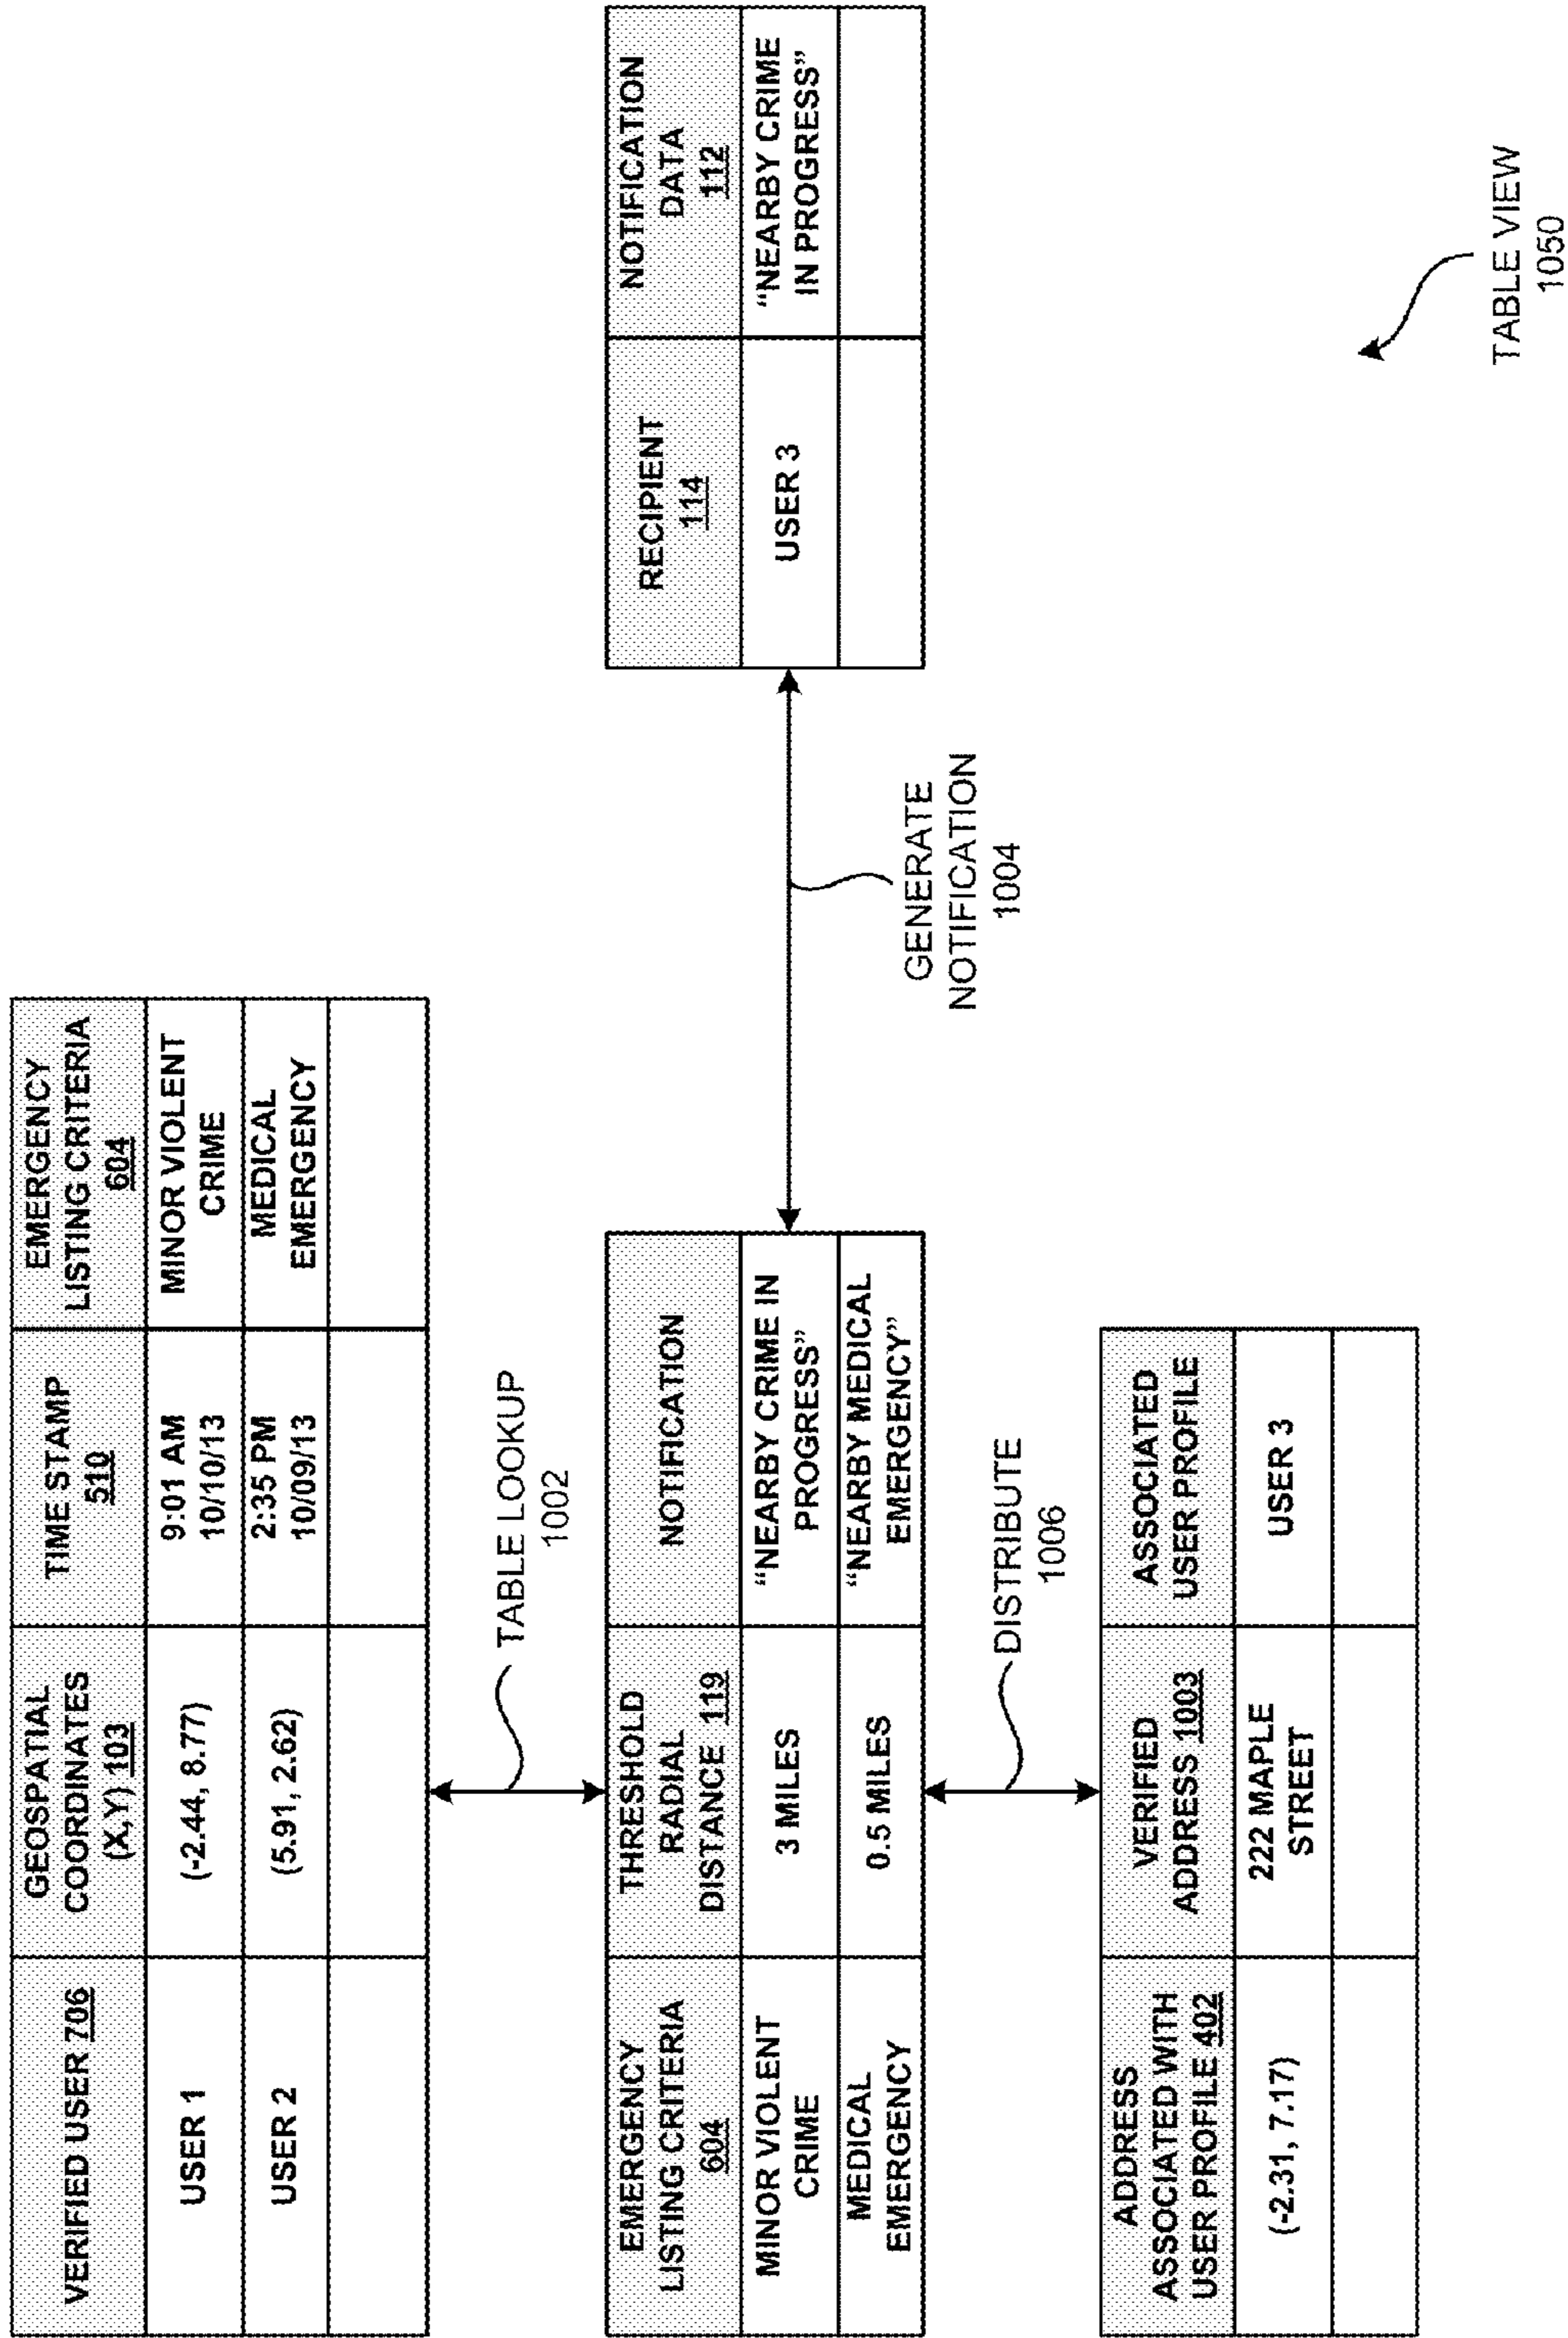 VERIFIED USER 706
GEOSPATIAL
COORDINATES
(X,Y) 103
TIME STAMP
510
EMERGENCY
LISTING CRITERIA
604
USER 1
(-2.44, 8.77)
9:01 AM
10/10/13
MINOR VIOLENT
CRIME
USER 2
(5.91, 2.62)
2:35 PM
10/09/13
MEDICAL
EMERGENCY
TABLE LOOKUP
1002
EMERGENCY
LISTING CRITERIA
604
THRESHOLD
RADIAL
DISTANCE 119
NOTIFICATION
MINOR VIOLENT
CRIME
3 MILES
“NEARBY CRIME IN
PROGRESS”
MEDICAL
EMERGENCY
0.5 MILES
“NEARBY MEDICAL
EMERGENCY”
GENERATE
NOTIFICATION
1004
RECIPIENT
114
NOTIFICATION
DATA
112
USER 3
“NEARBY CRIME
IN PROGRESS”
DISTRIBUTE
1006
ADDRESS
ASSOCIATED WITH
USER PROFILE 402
VERIFIED
ADDRESS 1003
ASSOCIATED
USER PROFILE
(-2.31, 7.17)
222 MAPLE
STREET
USER 3
TABLE VIEW
1050